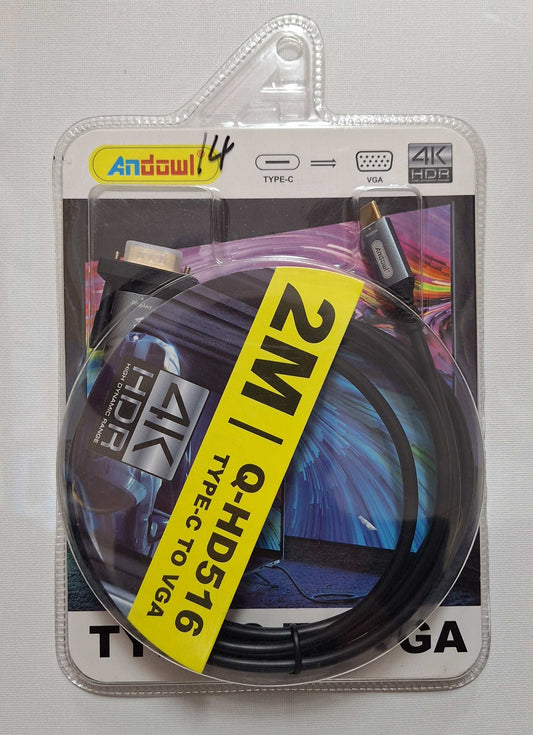 Andowl®
14
TYPE-C
VGA
4K
HDR
Andowl
4K
HDR
HIGH DYNAMIC RANGE
2M | Q-HD516
TYPE-C TO VGA
TY
GA